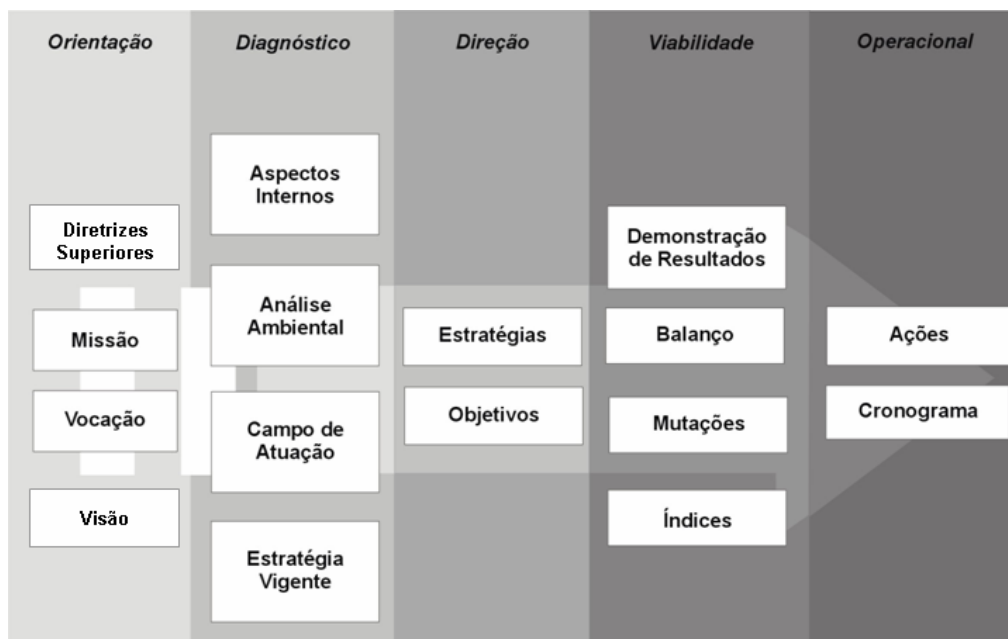 Orientação
Diagnóstico
Direção
Viabilidade
Operacional
Diretrizes
Superiores
Missão
Vocação
Visão
Aspectos
Internos
Análise
Ambiental
Campo de
Atuação
Estratégia
Vigente
Estratégias
Objetivos
Demonstração
de Resultados
Balanço
Mutações
Índices
Ações
Cronograma